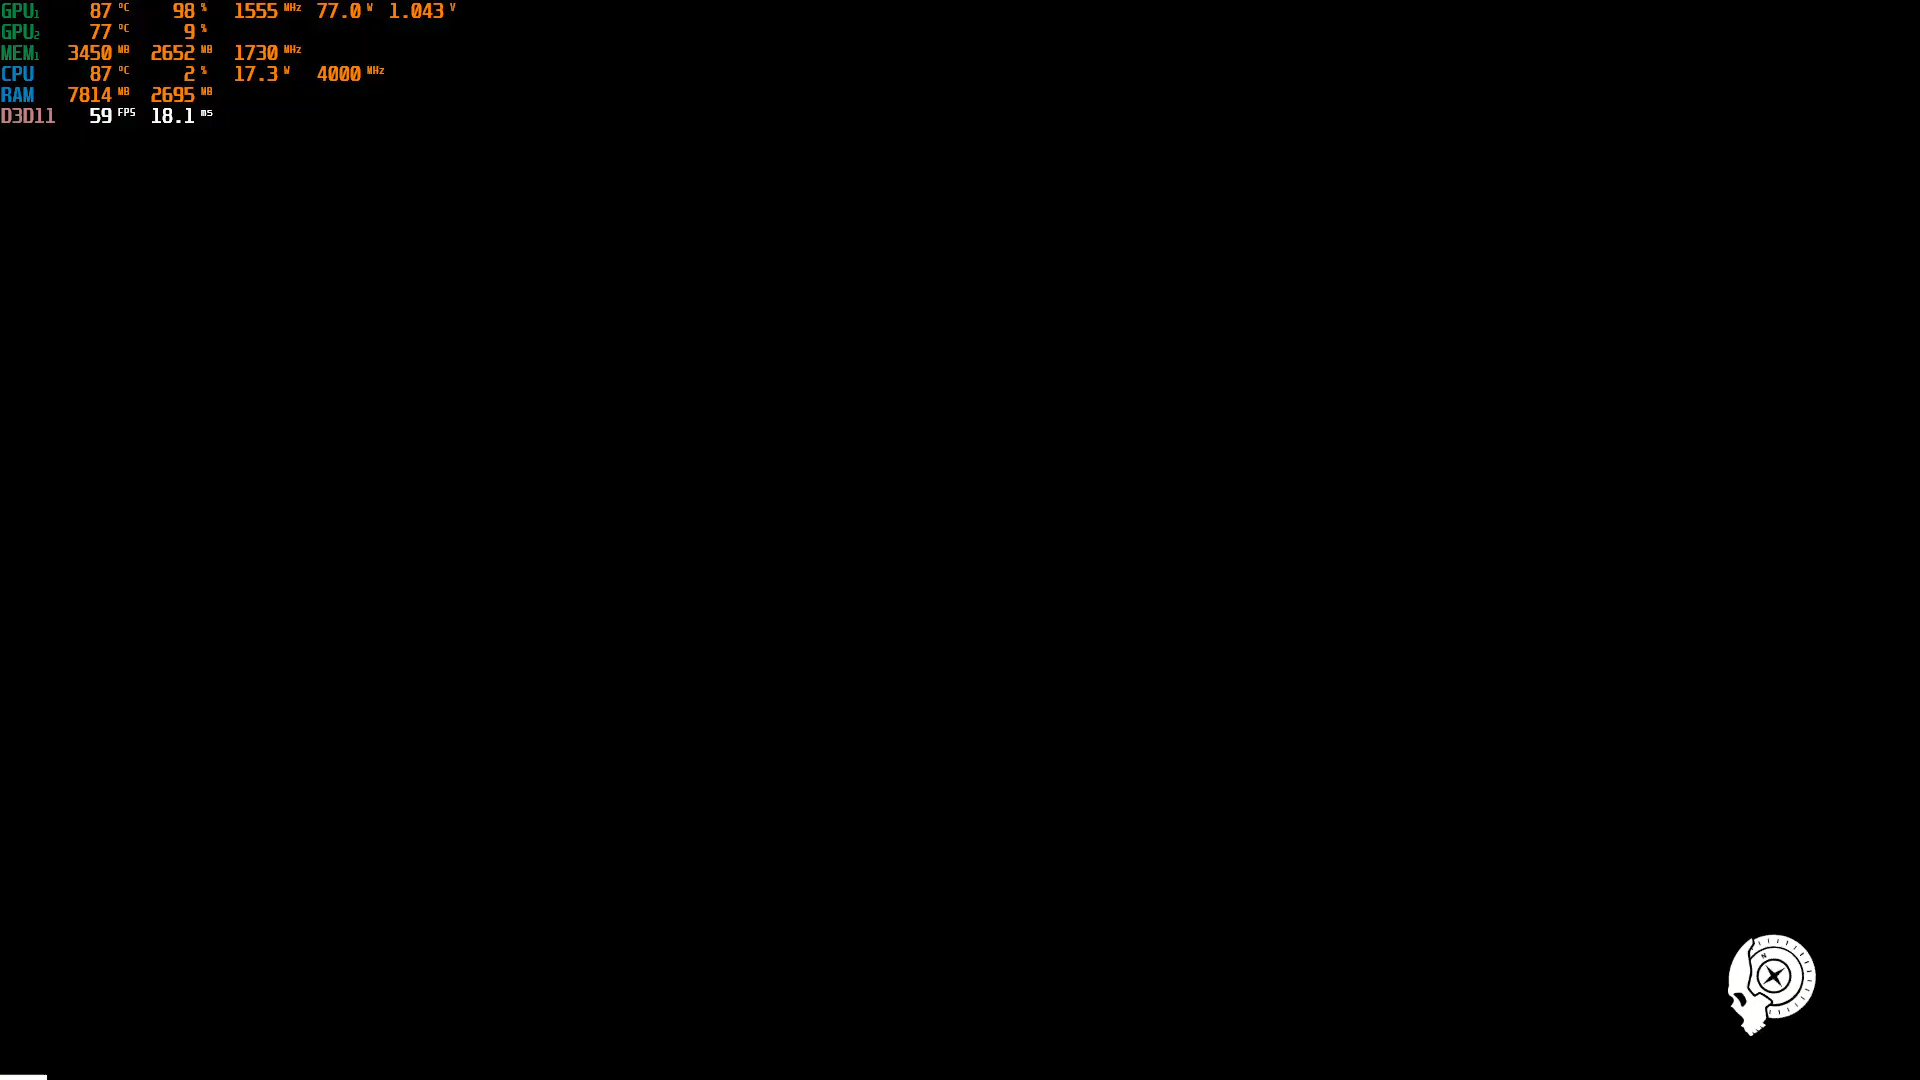 GPU1 87 °C 98 % 1555 MHz 77.0 W 1.043 V
GPU2 77 °C 9 %
MEM1 3450 MB 2652 MB 1730 MHz
CPU 87 °C 2 % 17.3 W 4000 MHz
RAM 7814 MB 2695 MB
D3D11 59 FPS 18.1 ms
N